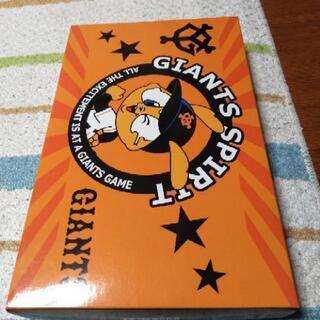 GIANTS SPIRIT
ALL THE EXCITEMENT IS AT A GIANTS GAME
GIANTS